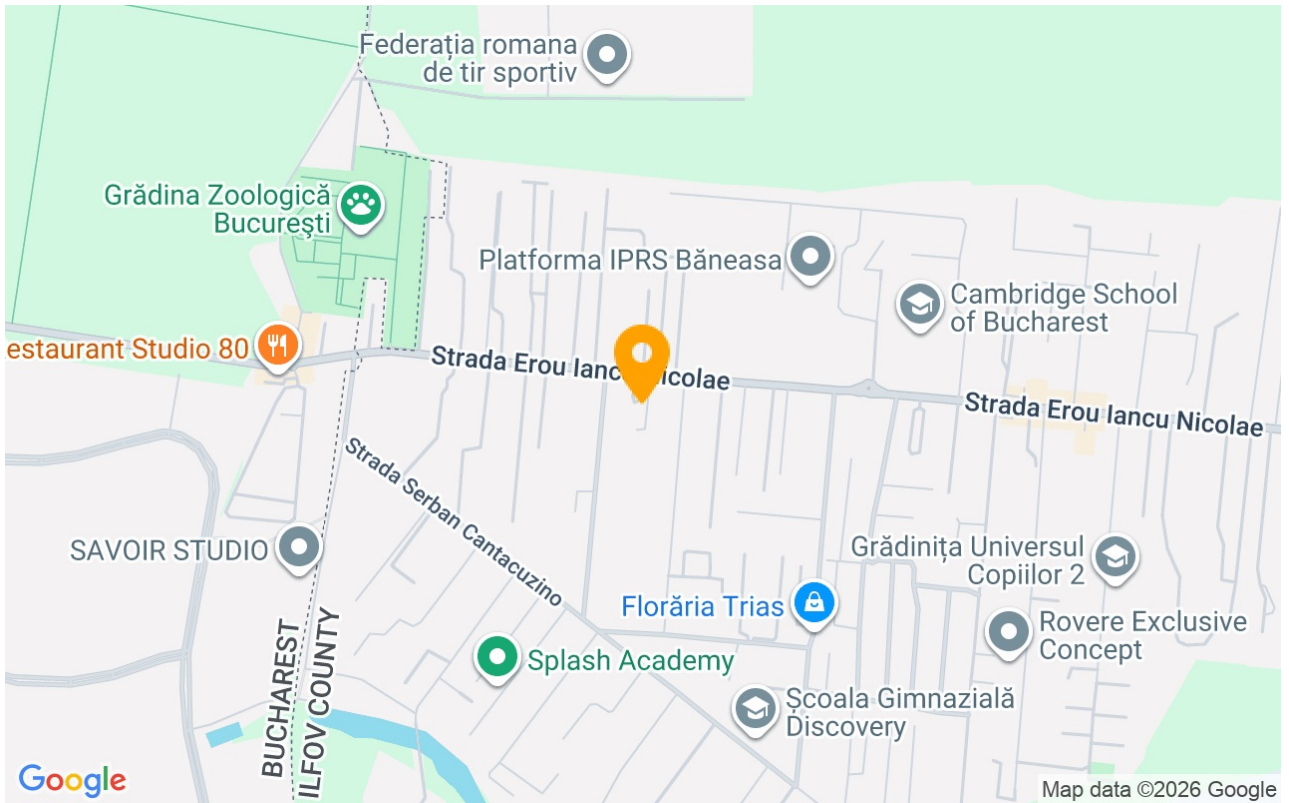 Federația romana
de tir sportiv
Grădina Zoologică
București
Platforma IPRS Băneasa
Cambridge School
of Bucharest
estaurant Studio 80
Strada Erou Iancu Nicolae
Strada Erou Iancu Nicolae
Strada Serban Cantacuzino
SAVOIR STUDIO
Grădinița Universul
Copiilor 2
Florăria Trias
Rovere Exclusive
Concept
Splash Academy
Școala Gimnazială
Discovery
BUCHAREST
ILFOV COUNTY
Google
Map data ©2026 Google